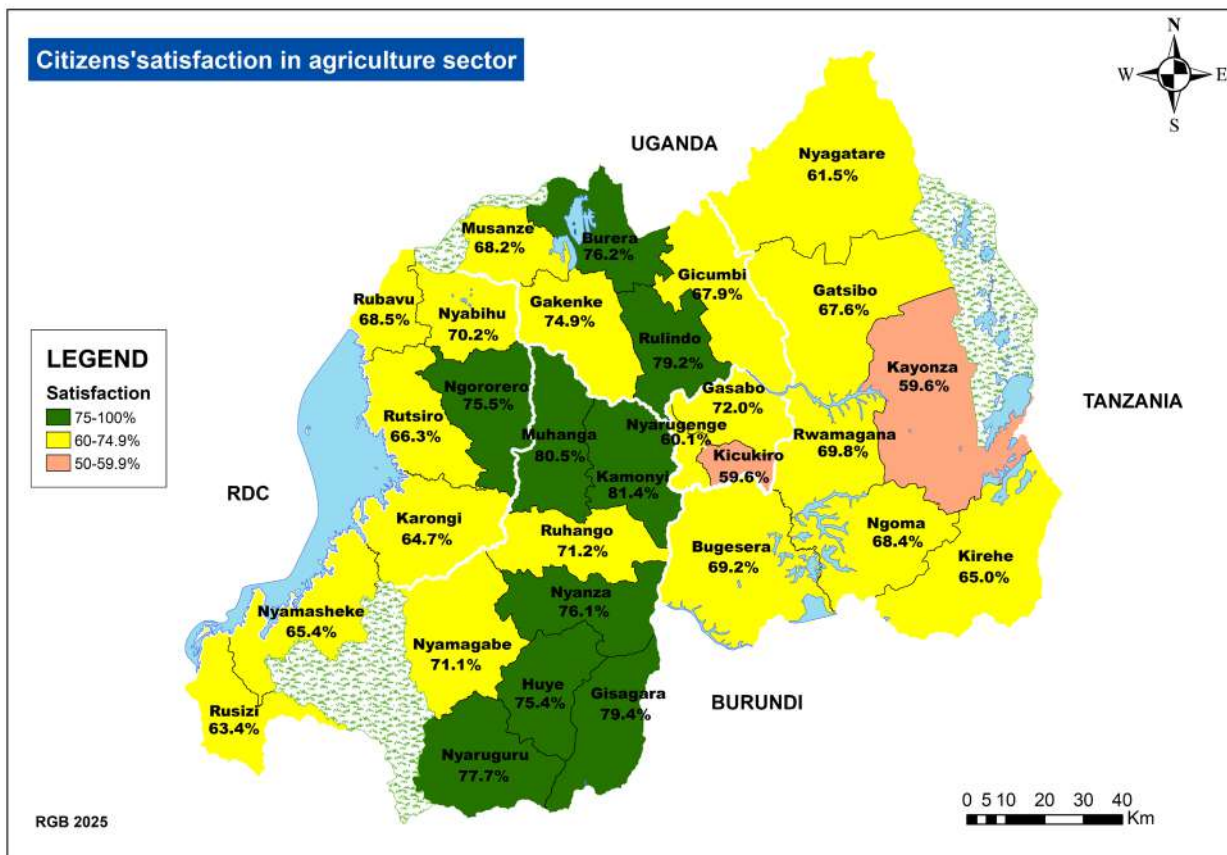 Citizens'satisfaction in agriculture sector
N
W E
S
UGANDA
Nyagatare
61.5%
Musanze
68.2%
Burera
76.2%
Gicumbi
67.9%
Gatsibo
67.6%
Rubavu
68.5%
Nyabihu
70.2%
Gakenke
74.9%
Rulindo
79.2%
Kayonza
59.6%
LEGEND
Satisfaction
75-100%
60-74.9%
50-59.9%
Ngororero
75.5%
Gasabo
72.0%
TANZANIA
Rutsiro
66.3%
Muhanga
80.5%
Nyarugenge
60.1%
Kicukiro
59.6%
Rwamagana
69.8%
Kamonyi
81.4%
RDC
Karongi
64.7%
Ruhango
71.2%
Bugesera
69.2%
Ngoma
68.4%
Kirehe
65.0%
Nyanza
76.1%
Nyamasheke
65.4%
Nyamagabe
71.1%
Huye
75.4%
Gisagara
79.4%
BURUNDI
Rusizi
63.4%
Nyaruguru
77.7%
0 5 10 20 30 40
Km
RGB 2025